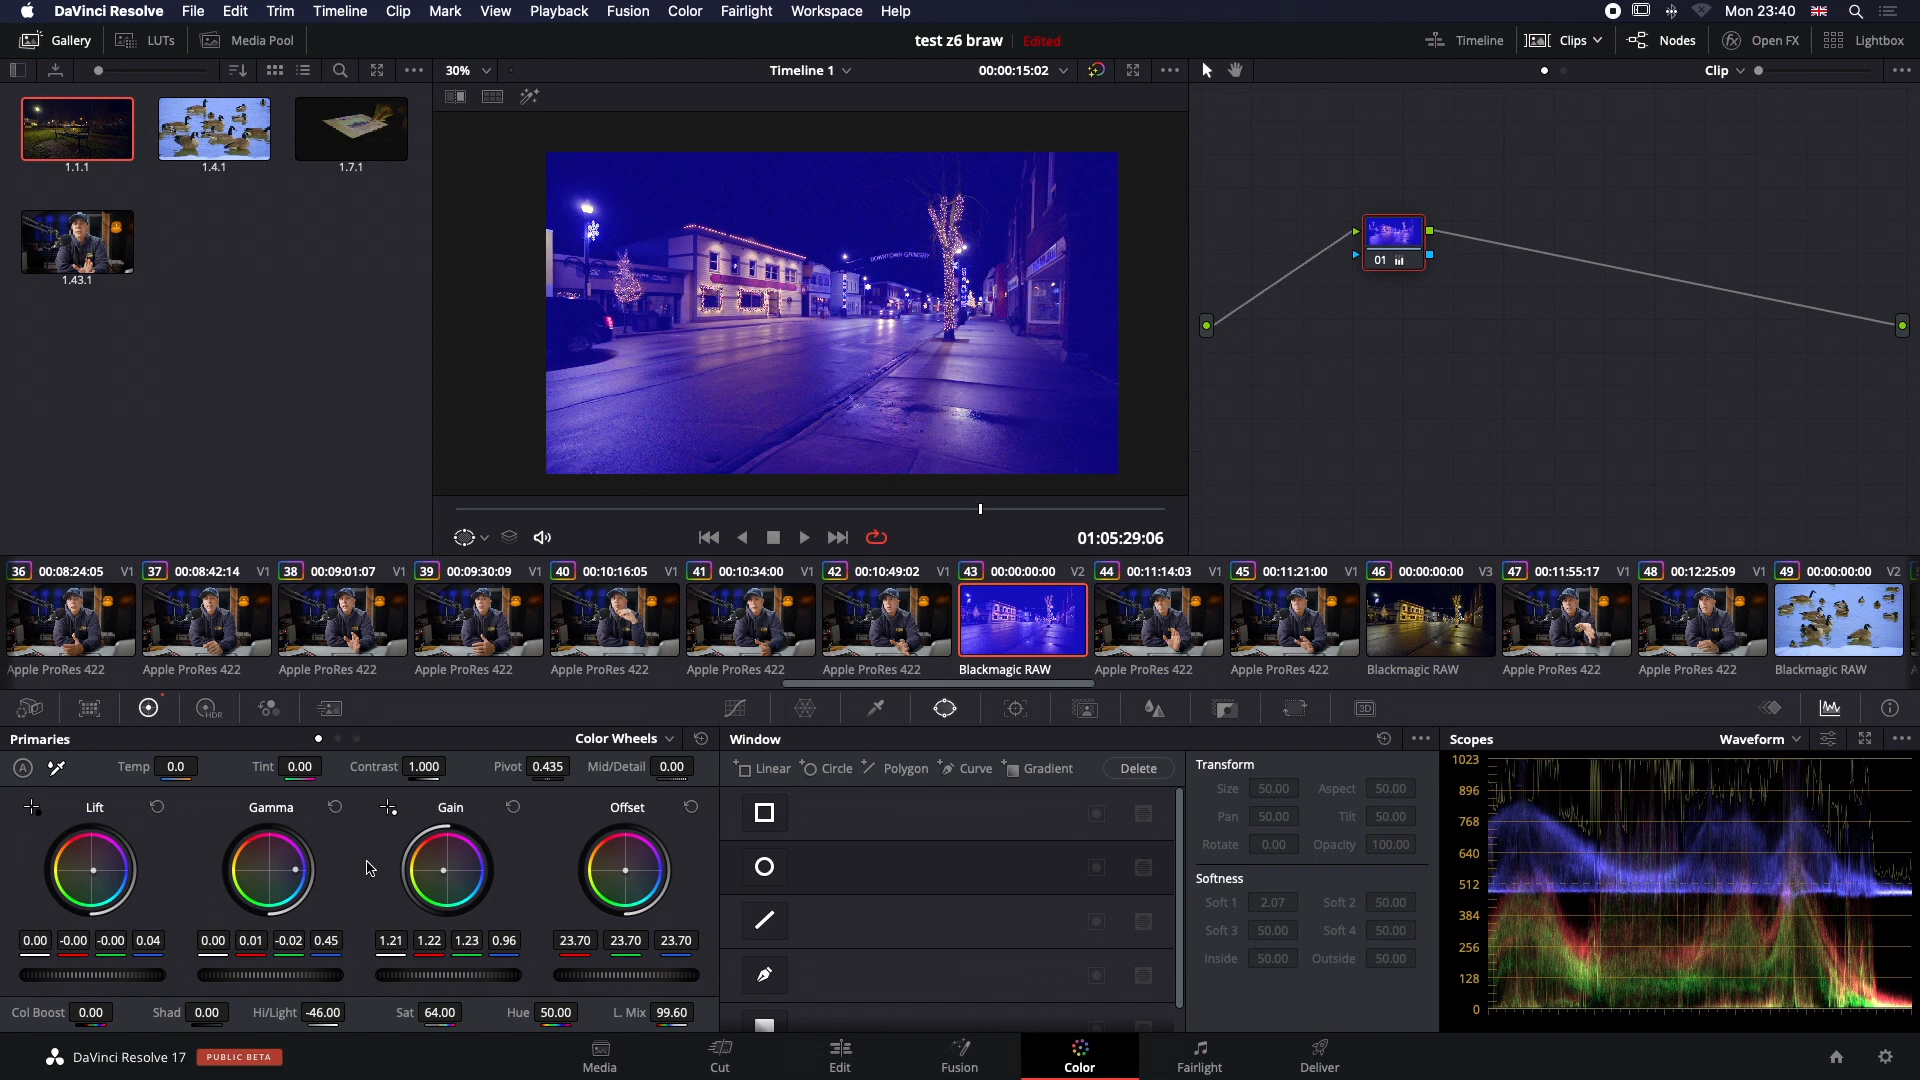 DaVinci Resolve File Edit Trim Timeline Clip Mark View Playback Fusion Color Fairlight Workspace Help Mon 23:40
Gallery LUTs Media Pool test z6 braw Edited Timeline Clips Nodes Open FX Lightbox
30% Timeline 1 00:00:15:02 Clip
1.1.1 1.4.1 1.7.1
1.43.1
DOWNTOWN GRIMSBY
01
01:05:29:06
36 00:08:24:05 V1 37 00:08:42:14 V1 38 00:09:01:07 V1 39 00:09:30:09 V1 40 00:10:16:05 V1 41 00:10:34:00 V1 42 00:10:49:02 V1 43 00:00:00:00 V2 44 00:11:14:03 V1 45 00:11:21:00 V1 46 00:00:00:00 V3 47 00:11:55:17 V1 48 00:12:25:09 V1 49 00:00:00:00 V2
Apple ProRes 422 Apple ProRes 422 Apple ProRes 422 Apple ProRes 422 Apple ProRes 422 Apple ProRes 422 Apple ProRes 422 Blackmagic RAW Apple ProRes 422 Apple ProRes 422 Blackmagic RAW Apple ProRes 422 Apple ProRes 422 Blackmagic RAW
HDR 3D
Primaries Color Wheels Window Scopes Waveform
A Temp 0.0 Tint 0.00 Contrast 1.000 Pivot 0.435 Mid/Detail 0.00
Linear Circle Polygon Curve Gradient Delete
Lift Gamma Gain Offset
0.00 -0.00 -0.00 0.04 0.00 0.01 -0.02 0.45 1.21 1.22 1.23 0.96 23.70 23.70 23.70
Col Boost 0.00 Shad 0.00 Hi/Light -46.00 Sat 64.00 Hue 50.00 L. Mix 99.60
Transform
Size 50.00 Aspect 50.00
Pan 50.00 Tilt 50.00
Rotate 0.00 Opacity 100.00
Softness
Soft 1 2.07 Soft 2 50.00
Soft 3 50.00 Soft 4 50.00
Inside 50.00 Outside 50.00
1023
896
768
640
512
384
256
128
0
DaVinci Resolve 17 PUBLIC BETA Media Cut Edit Fusion Color Fairlight Deliver